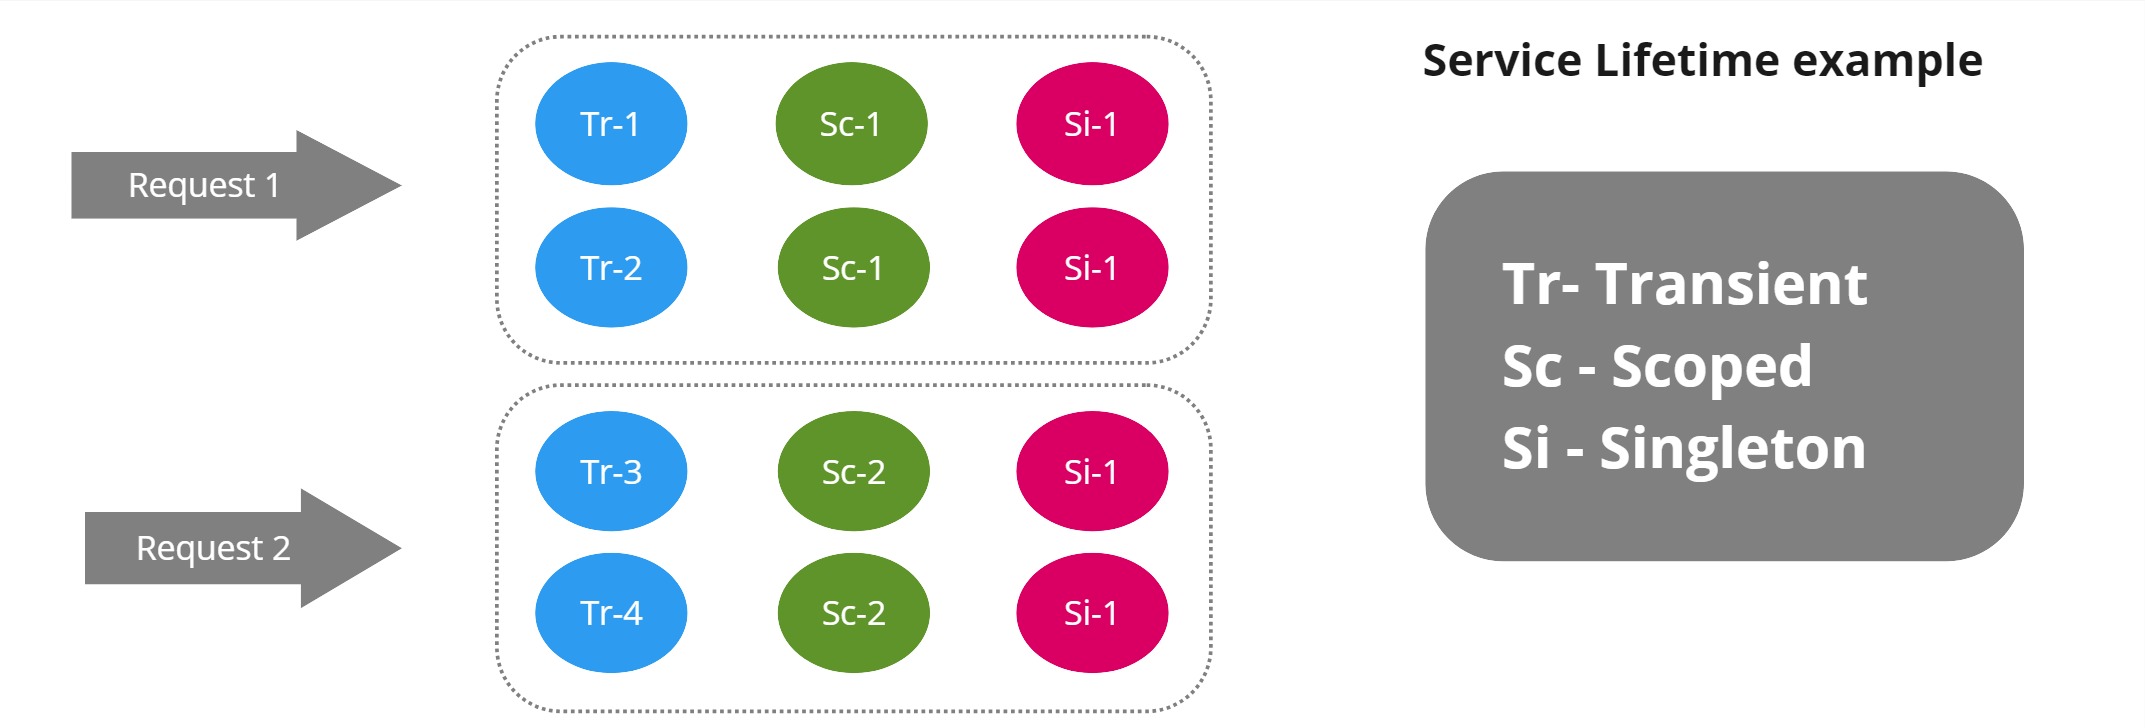 Service Lifetime example
Request 1
Tr-1 Sc-1 Si-1
Tr-2 Sc-1 Si-1
Request 2
Tr-3 Sc-2 Si-1
Tr-4 Sc-2 Si-1
Tr- Transient
Sc - Scoped
Si - Singleton